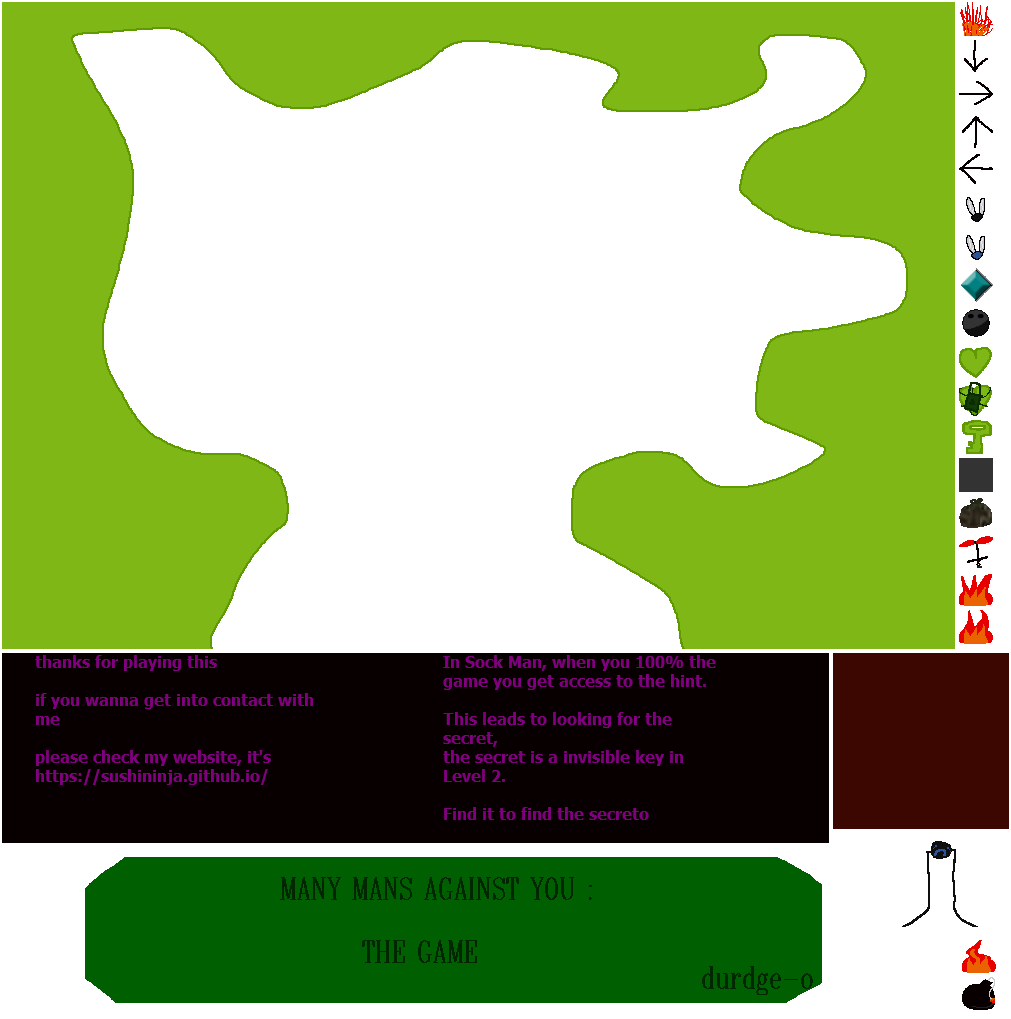 thanks for playing this
if you wanna get into contact with
me
please check my website, it's
https://sushininja.github.io/
In Sock Man, when you 100% the
game you get access to the hint.
This leads to looking for the
secret,
the secret is a invisible key in
Level 2.
Find it to find the secreto
MANY MANS AGAINST YOU :
THE GAME
durdge-o